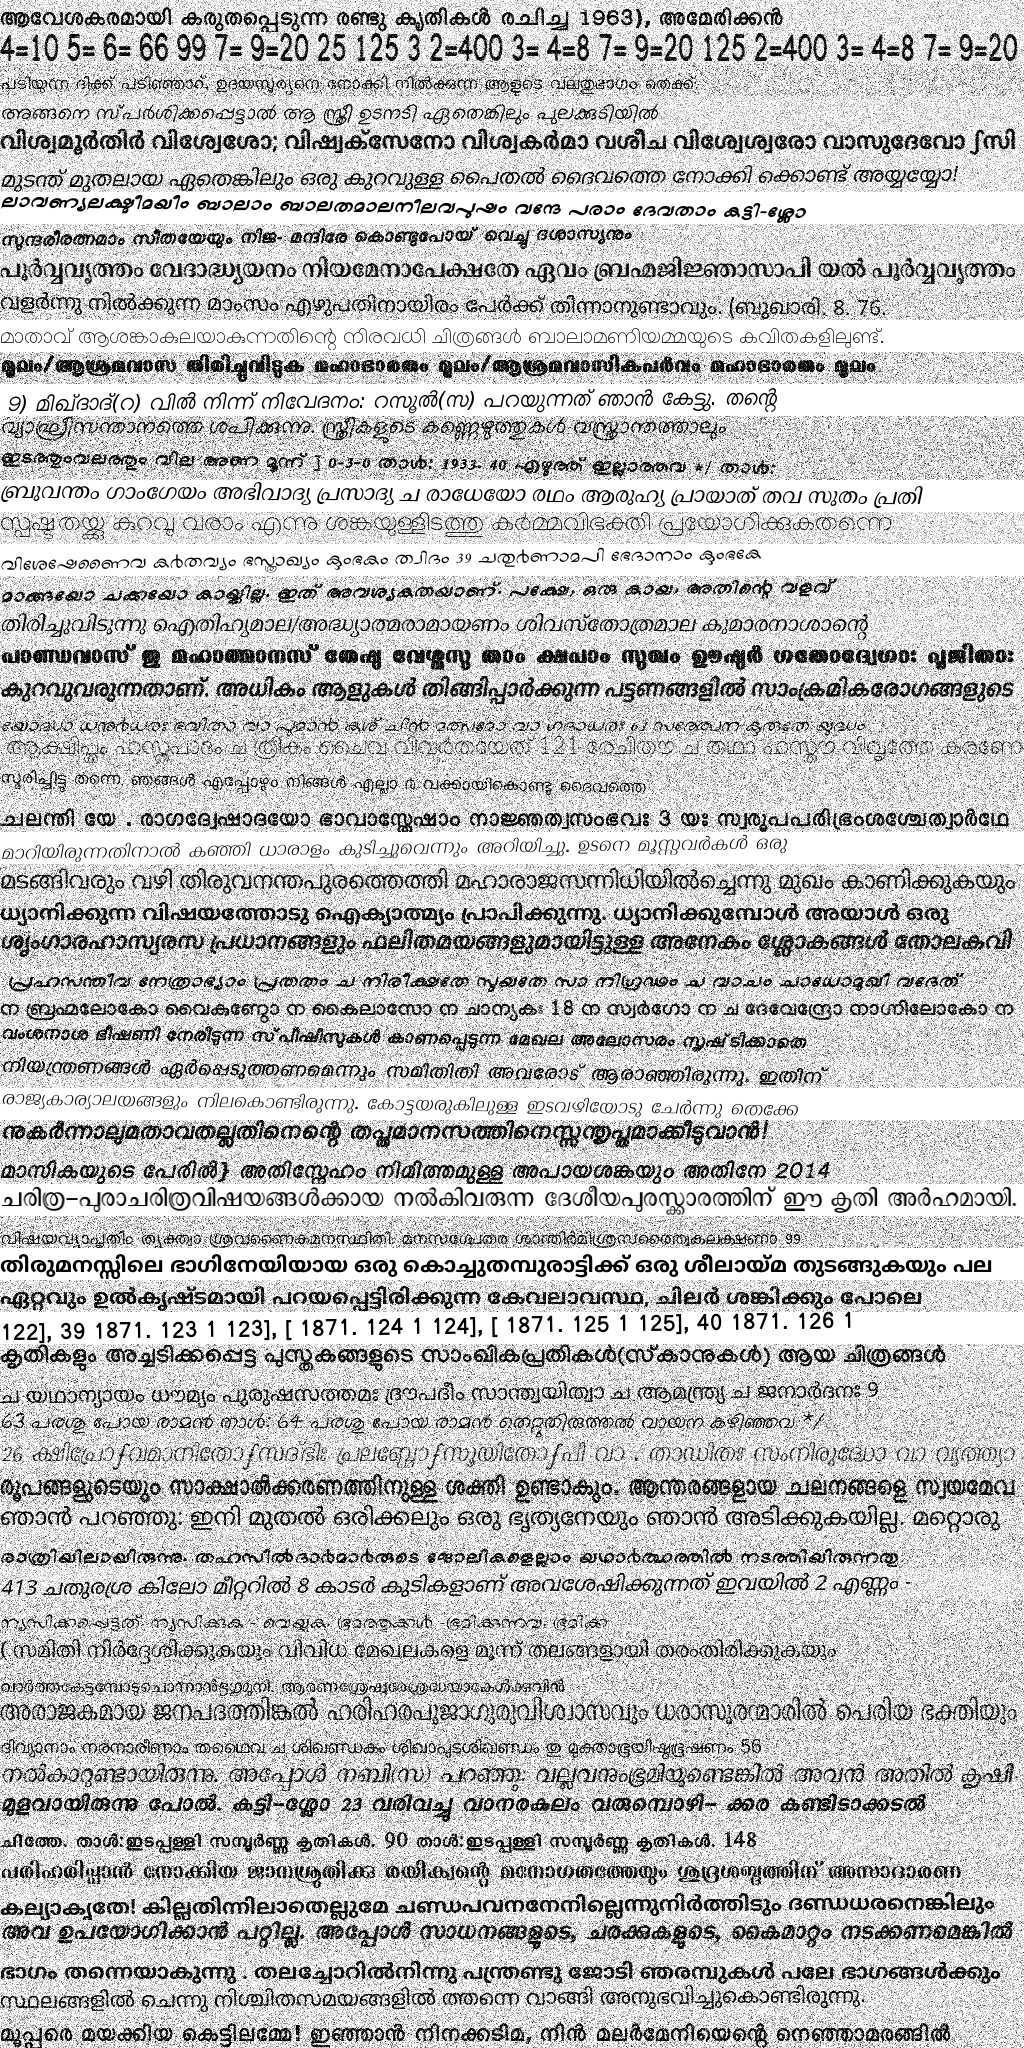 ആവേശകരമായി കരുതപ്പെടുന്ന രണ്ടു കൃതികൾ രചിച്ച 1963), അമേരിക്കൻ
4=10 5= 6= 66 99 7= 9=20 25 125 3 2=400 3= 4=8 7= 9=20 125 2=400 3= 4=8 7= 9=20
പടിയുന്ന ദിക്ക് പടിഞ്ഞാറ്, ഉദയസൂര്യനെ നോക്കി നിൽക്കുന്ന ആളുടെ വലതുഭാഗം തെക്ക്
അങ്ങനെ സ്പർശിക്കപ്പെട്ടാൽ ആ സ്ത്രീ ഉടനടി ഏതെങ്കിലും പുലക്കുടിയിൽ
വിശ്വമൂർതിർ വിശ്വേശോ; വിഷ്വക്സേനോ വിശ്വകർമാ വശീച വിശ്വേശ്വരോ വാസുദേവോ ഽസി
മുടന്ത് മുതലായ ഏതെങ്കിലും ഒരു കുറവുള്ള പൈതൽ ദൈവത്തെ നോക്കി ക്കൊണ്ട് അയ്യയ്യോ!
ലാവണ്യലക്ഷ്മീമയീം ബാലാം ബാലതമാലനീലവപുഷം വന്ദേ പരാം ദേവതാം കട്ടി-ശ്ലോ
സുന്ദരീരത്നമാം സീതയേയും നിജ- മന്ദിരേ കൊണ്ടുപോയ് വെച്ചു ദശാസ്യനും
പൂർവ്വവൃത്തം വേദാദ്ധ്യയനം നിയമേനാപേക്ഷതേ ഏവം ബ്രഹ്മജിജ്ഞാസാപി യൽ പൂർവ്വവൃത്തം
വളർന്നു നിൽക്കുന്ന മാംസം എഴുപതിനായിരം പേർക്ക് തിന്നാനുണ്ടാവും. (ബുഖാരി. 8. 76.
മാതാവ് ആശങ്കാകുലയാകുന്നതിന്റെ നിരവധി ചിത്രങ്ങൾ ബാലാമണിയമ്മയുടെ കവിതകളിലുണ്ട്.
മൂലം/ആശ്രമവാസ തിരിച്ചുവിടുക മഹാഭാരതം മൂലം/ആശ്രമവാസികപർവം മഹാഭാരതം മൂലം
9) മിഖ്ദാദ്(റ) വിൽ നിന്ന് നിവേദനം: റസൂൽ(സ) പറയുന്നത് ഞാൻ കേട്ടു. തന്റെ
വ്യാഘ്രീസന്താനത്തെ ശപിക്കുന്നു. സ്ത്രീകളുടെ കണ്ണെഴുത്തുകൾ വസ്ത്രാന്തത്താലും
ഇടത്തുംവലത്തും വില അണ മൂന്ന് ] 0-3-0 താൾ: 1933- 40 എഴുത്ത് ഇല്ലാത്തവ */ താൾ:
ബ്രുവന്തം ഗാംഗേയം അഭിവാദ്യ പ്രസാദ്യ ച രാധേയോ രഥം ആരുഹ്യ പ്രായാത് തവ സുതം പ്രതി
സ്പഷ്ടതയ്ക്കു കുറവു വരാം എന്നു ശങ്കയുള്ളിടത്തു കർമ്മവിഭക്തി പ്രയോഗിക്കുകതന്നെ
വിശേഷേണൈവ കർതവ്യം ഭസ്ത്രാഖ്യം കുംഭകം ത്വിദം 39 ചതുർണാമപി ഭേദാനാം കുംഭകേ
മാങ്ങയോ ചക്കയോ കായ്ക്കില്ല. ഇത് അവശ്യകതയാണ്. പക്ഷേ, ഒരു കായ, അതിന്റെ വളവ്
തിരിച്ചുവിടുന്നു ഐതിഹ്യമാല/അദ്ധ്യാത്മരാമായണം ശിവസ്തോത്രമാല കുമാരനാശാന്റെ
പാണ്ഡവാസ് തു മഹാത്മാനസ് തേഷു വേശ്മസു താം ക്ഷപാം സുഖം ഊഷുർ ഗതോദ്വേഗാഃ പൂജിതാഃ
കുറവുവരുന്നതാണ്. അധികം ആളുകൾ തിങ്ങിപ്പാർക്കുന്ന പട്ടണങ്ങളിൽ സാംക്രമികരോഗങ്ങളുടെ
യോദ്ധാ ധനുർധരഃ ഭവിതാ വാ പുമാൻ കശ് ചിൻ മത്സമോ വാ ഗദാധരഃ
ആക്ഷിപ്തം ഹസ്തപാദം ച ത്രികം ചൈവ വിവർതയേത് 121 രേചിതൗ ച തഥാ ഹസ്തൗ വിവൃത്തേ കരണേ
സൂരിച്ചിട്ടു തന്നെ. ഞങ്ങൾ എപ്പോഴും നിങ്ങൾ എല്ലാ ർ വക്കായികൊണ്ടു ദൈവത്തെ
ചലന്തി യേ . രാഗദ്വേഷാദയോ ഭാവാസ്തേഷാം നാജ്ഞത്വസംഭവഃ 3 യഃ സ്വരൂപപരിഭ്രംശശ്ചേത്വാർഥേ
മാറിയിരുന്നതിനാൽ കഞ്ഞി ധാരാളം കുടിച്ചുവെന്നും അറിയിച്ചു. ഉടനെ മൂസ്സവർകൾ ഒരു
മടങ്ങിവരും വഴി തിരുവനന്തപുരത്തെത്തി മഹാരാജസന്നിധിയിൽച്ചെന്നു മുഖം കാണിക്കുകയും
ധ്യാനിക്കുന്ന വിഷയത്തോടു ഐക്യാത്മ്യം പ്രാപിക്കുന്നു. ധ്യാനിക്കുമ്പോൾ അയാൾ ഒരു
ശൃംഗാരഹാസ്യരസ പ്രധാനങ്ങളും ഫലിതമയങ്ങളുമായിട്ടുള്ള അനേകം ശ്ലോകങ്ങൾ തോലകവി
പ്രഹസന്തീവ നേത്രാഭ്യാം പ്രതതം ച നിരീക്ഷതേ സ്മയതേ സാ നിഗൂഢം ച വാചം ചാധോമുഖീ വദേത്
ന ബ്രഹ്മലോകോ വൈകുണ്ഠോ ന കൈലാസോ ന ചാന്യകഃ 18 ന സ്വർഗോ ന ച ദേവേന്ദ്രോ നാഗ്നിലോകോ ന
വംശനാശ ഭീഷണി നേരിടുന്ന സ്പീഷീസുകൾ കാണപ്പെടുന്ന മേഖല അലോസരം സൃഷ്ടിക്കാതെ
നിയന്ത്രണങ്ങൾ ഏർപ്പെടുത്തണമെന്നും സമിതിതി അവരോട് ആരാഞ്ഞിരുന്നു. ഇതിന്
രാജ്യകാര്യാലയങ്ങളും നിലകൊണ്ടിരുന്നു. കോട്ടയരുകിലുള്ള ഇടവഴിയോടു ചേർന്നു തെക്കേ
നുകർന്നാലുമതാവതല്ലതിനെന്റെ തപ്തമാനസത്തിനെസ്സന്തൃപ്തമാക്കീടുവാൻ!
മാസികയുടെ പേരിൽ} അതിസ്നേഹം നിമിത്തമുള്ള അപായശങ്കയും അതിനേ 2014
ചരിത്ര-പുരാചരിത്രവിഷയങ്ങൾക്കായ നൽകിവരുന്ന ദേശീയപുരസ്ക്കാരത്തിന് ഈ കൃതി അർഹമായി.
വിഷയവ്യാപൃതിം ത്യക്ത്വാ ശ്രവണൈകമനസ്ഥിതി. മനസശ്ചേതര ശാന്തിർമിശ്രസത്ത്വൈകലക്ഷണാ 99
തിരുമനസ്സിലെ ഭാഗിനേയിയായ ഒരു കൊച്ചുതമ്പുരാട്ടിക്ക് ഒരു ശീലായ്മ തുടങ്ങുകയും പല
ഏറ്റവും ഉൽകൃഷ്ടമായി പറയപ്പെട്ടിരിക്കുന്ന കേവലാവസ്ഥ, ചിലർ ശങ്കിക്കും പോലെ
122], 39 1871. 123 1 123], [ 1871. 124 1 124], [ 1871. 125 1 125], 40 1871. 126 1
കൃതികളും അച്ചടിക്കപ്പെട്ട പുസ്തകങ്ങളുടെ സാംഖികപ്രതികൾ(സ്കാനുകൾ) ആയ ചിത്രങ്ങൾ
ച യഥാന്യായം ധൗമ്യം പുരുഷസത്തമഃ ദ്രൗപദീം സാന്ത്വയിത്വാ ച ആമന്ത്ര്യ ച ജനാർദനഃ 9
63 പരശു പോയ രാമൻ താൾ: 64 പരശു പോയ രാമൻ തെറ്റുതിരുത്തൽ വായന കഴിഞ്ഞവ */
26 ക്ഷിപ്രോഽവമാനിതോഽസദ്ഭിഃ പ്രലബ്ധോഽസൂയിതോഽപി വാ . താഡിതഃ സംനിരുദ്ധോ വാ വൃത്ത്യാ
രൂപങ്ങളുടെയും സാക്ഷാൽക്കരണത്തിനുള്ള ശക്തി ഉണ്ടാകും. ആന്തരങ്ങളായ ചലനങ്ങളെ സ്വയമേവ
ഞാൻ പറഞ്ഞു: ഇനി മുതൽ ഒരിക്കലും ഒരു ഭൃത്യനേയും ഞാൻ അടിക്കുകയില്ല. മറ്റൊരു
രാത്രിയിലായിരുന്നു. തഹസീൽദാർമാർരുടെ ജോലികളെല്ലാം യഥാർത്ഥത്തിൽ നടത്തിയിരുന്നതു
413 ചതുരശ്ര കിലോ മീറ്ററിൽ 8 കാടർ കുടികളാണ് അവശേഷിക്കുന്നത് ഇവയിൽ 2 എണ്ണം -
ന്യസിക്കപ്പെട്ടത്. ന്യസിക്കുക - വെയ്ക്കുക.
(സമിതി നിർദ്ദേശിക്കുകയും വിവിധ മേഖലകളെ മൂന്ന് തലങ്ങളായി തരംതിരിക്കുകയും
അരാജകമായ ജനപദത്തിങ്കൽ ഹരിഹരപൂജാഗുരുവിശ്വാസവും ധരാസുരന്മാരിൽ പെരിയ ഭക്തിയും
ദിവ്യാനാം നരനാരീണാം തഥൈവ ച ശിഖണ്ഡകം ശിഖാപുടശിഖണ്ഡം തു മുക്താഭൂയിഷ്ഠഭൂഷണം 56
നൽകാറുണ്ടായിരുന്നു. അപ്പോൾ നബി(സ) പറഞ്ഞു: വല്ലവനുംഭൂമിയുണ്ടെങ്കിൽ അവൻ അതിൽ കൃഷി
മുളവായിരുന്നു പോൽ. കട്ടി-ശ്ലോ 23 വരിവച്ചു വാനരകുലം വരുമ്പൊഴി- ക്കര കണ്ടിടാക്കടൽ
ചിത്തേ. താൾ:ഇടപ്പള്ളി സമ്പൂർണ്ണ കൃതികൾ. 90 താൾ:ഇടപ്പള്ളി സമ്പൂർണ്ണ കൃതികൾ. 148
പരിഹരിപ്പാൻ നോക്കിയ ജാനശ്രുതിക്കു രയിക്വന്റെ മനോഗതത്തേയും ശൂദ്രശബ്ദത്തിന് അസാദാരണ
കല്യാകൃതേ! കില്ലതിന്നിലാതെല്ലുമേ ചണ്ഡപവനനേനില്ലെന്നുനിർത്തിടും ദണ്ഡധരനെങ്കിലും
അവ ഉപയോഗിക്കാൻ പറ്റില്ല. അപ്പോൾ സാധനങ്ങളുടെ, ചരക്കുകളുടെ, കൈമാറ്റം നടക്കണമെങ്കിൽ
ഭാഗം തന്നെയാകുന്നു . തലച്ചോറിൽനിന്നു പന്ത്രണ്ടു ജോടി ഞരമ്പുകൾ പലേ ഭാഗങ്ങൾക്കും
സ്ഥലങ്ങളിൽ ചെന്നു നിശ്ചിതസമയങ്ങളിൽ ത്തന്നെ വാങ്ങി അനുഭവിച്ചുകൊണ്ടിരുന്നു.
മൂപ്പരെ മയക്കിയ കെട്ടിലമ്മേ! ഇഞ്ഞാൻ നിനക്കടിമ, നിൻ മലർമേനിയെന്റെ നെഞ്ഞാമരങ്ങിൽ